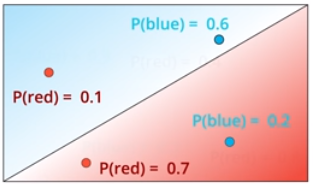 P(blue) = 0.6
P(red) = 0.1
P(blue) = 0.2
P(red) = 0.7